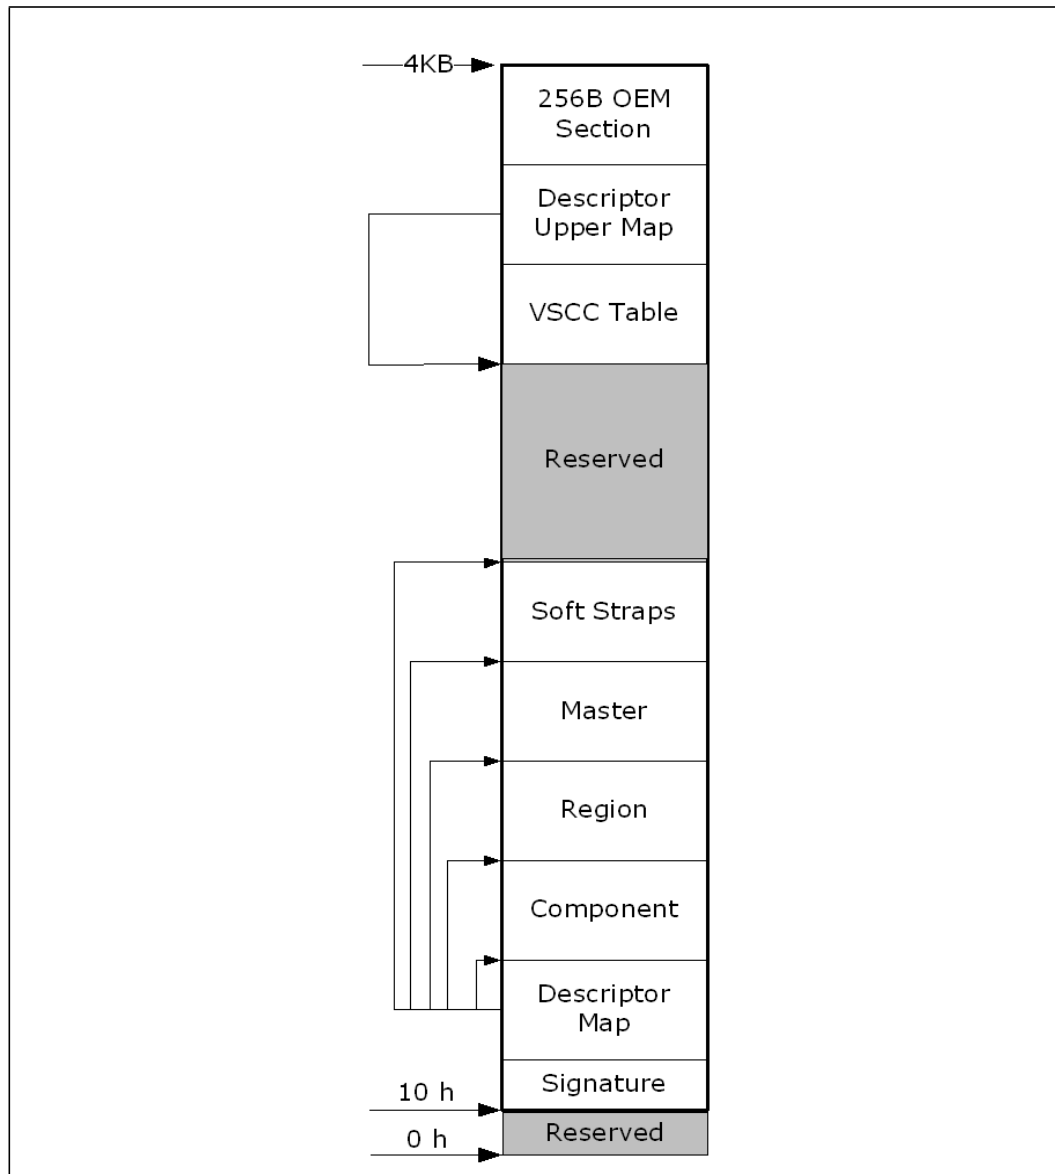 4KB
256B OEM
Section
Descriptor
Upper Map
VSCC Table
Reserved
Soft Straps
Master
Region
Component
Descriptor
Map
Signature
10 h
Reserved
0 h